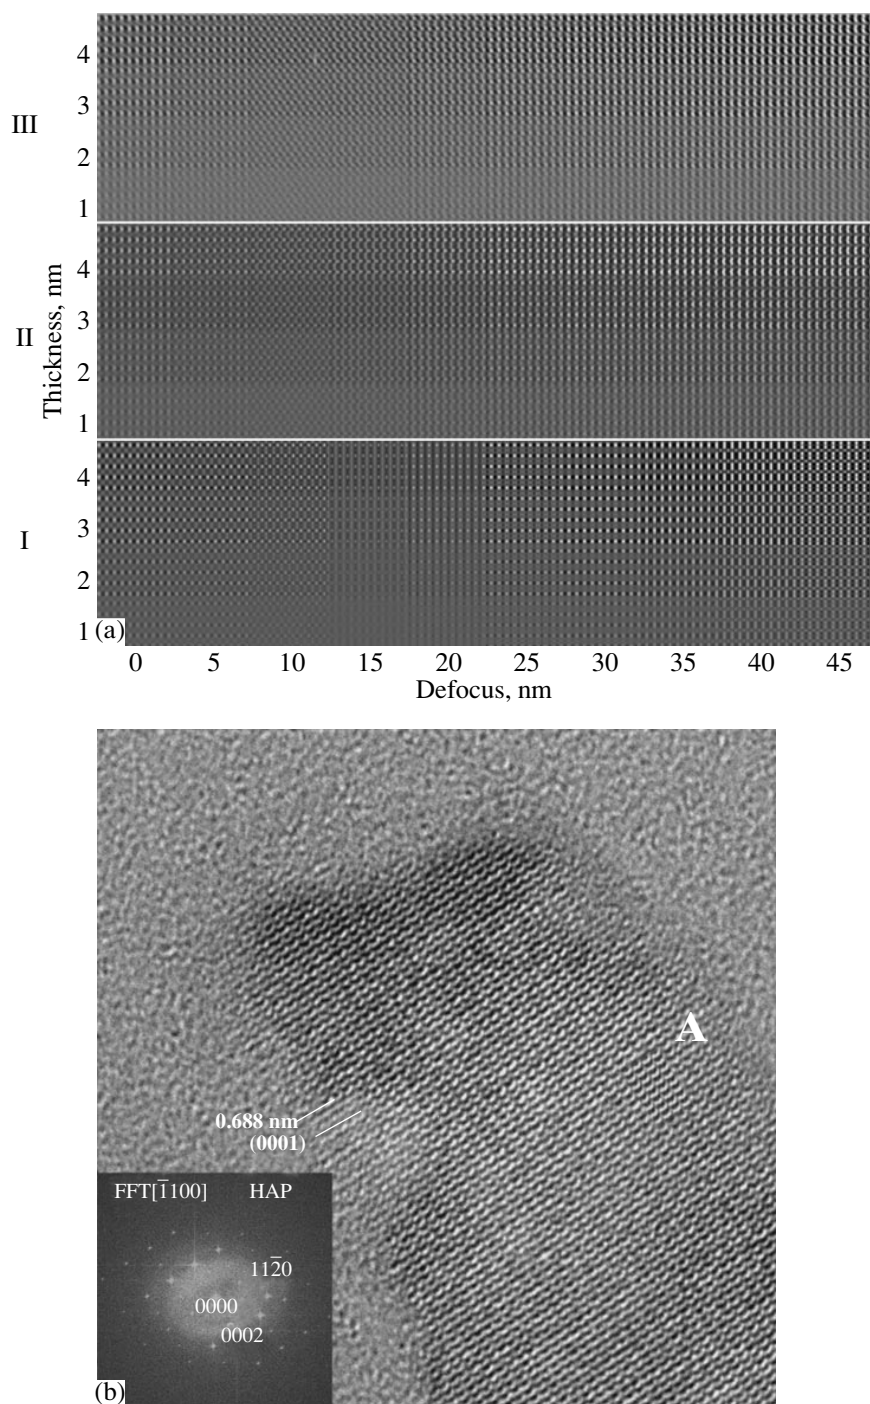 III
4
3
2
1
II
Thickness, nm
4
3
2
1
I
4
3
2
1
(a)
0 5 10 15 20 25 30 35 40 45
Defocus, nm
A
0.688 nm
(0001)
FFT[1̅100] HAP
112̅0
0000
0002
(b)